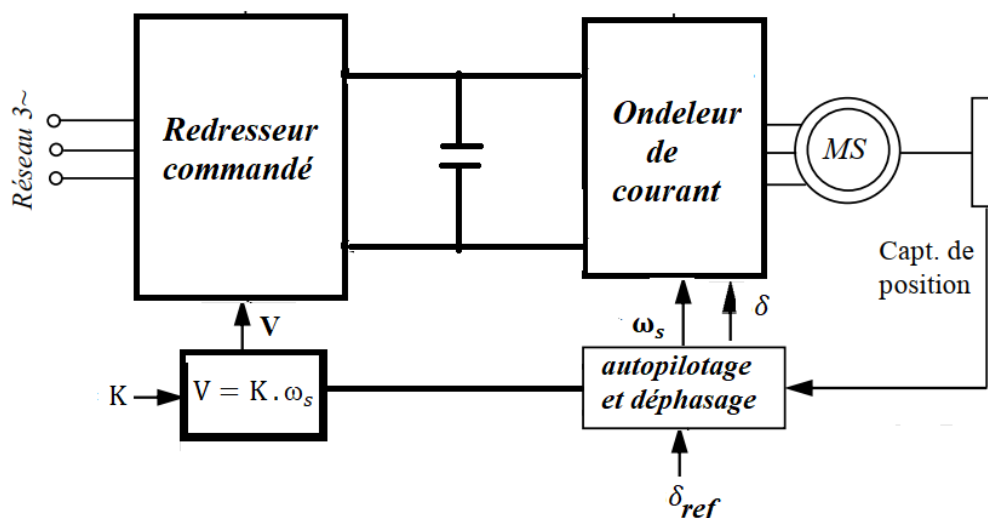 Réseau 3~
Redresseur
commandé
Ondeleur
de
courant
MS
Capt. de
position
V
ωs
δ
K
V = K . ωs
autopilotage
et déphasage
δref